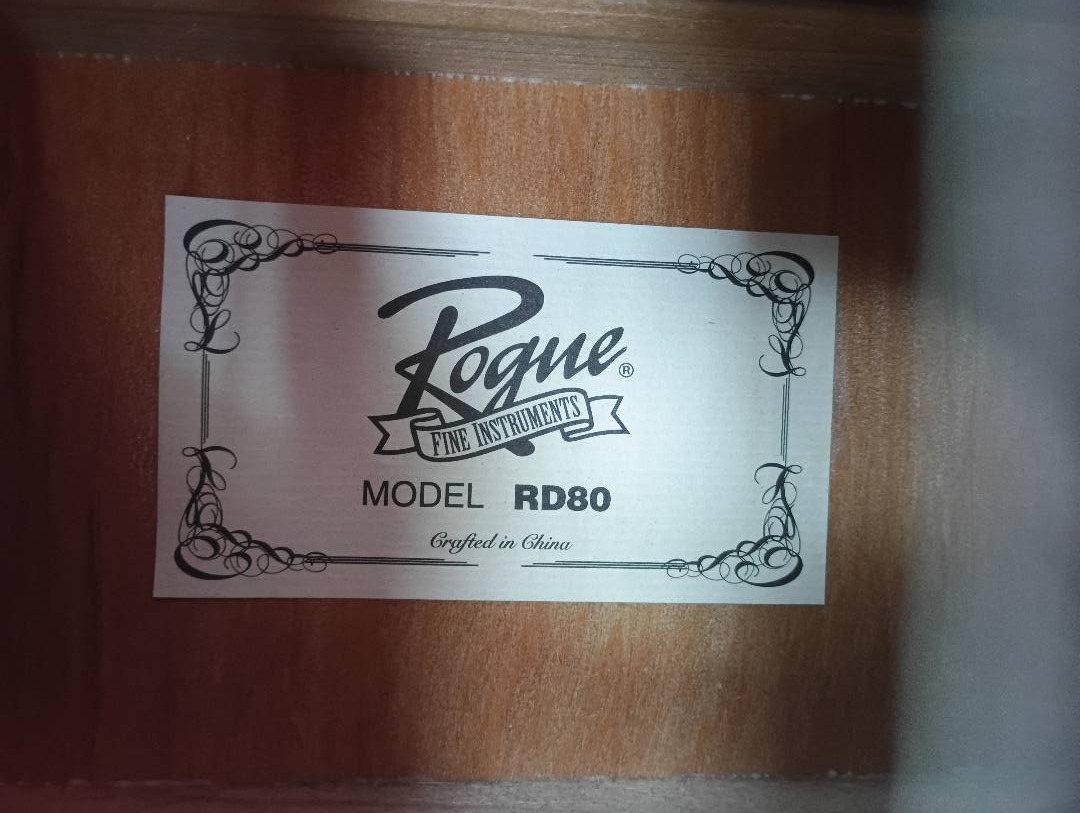 Rogue®
FINE INSTRUMENTS
MODEL RD80
Crafted in China